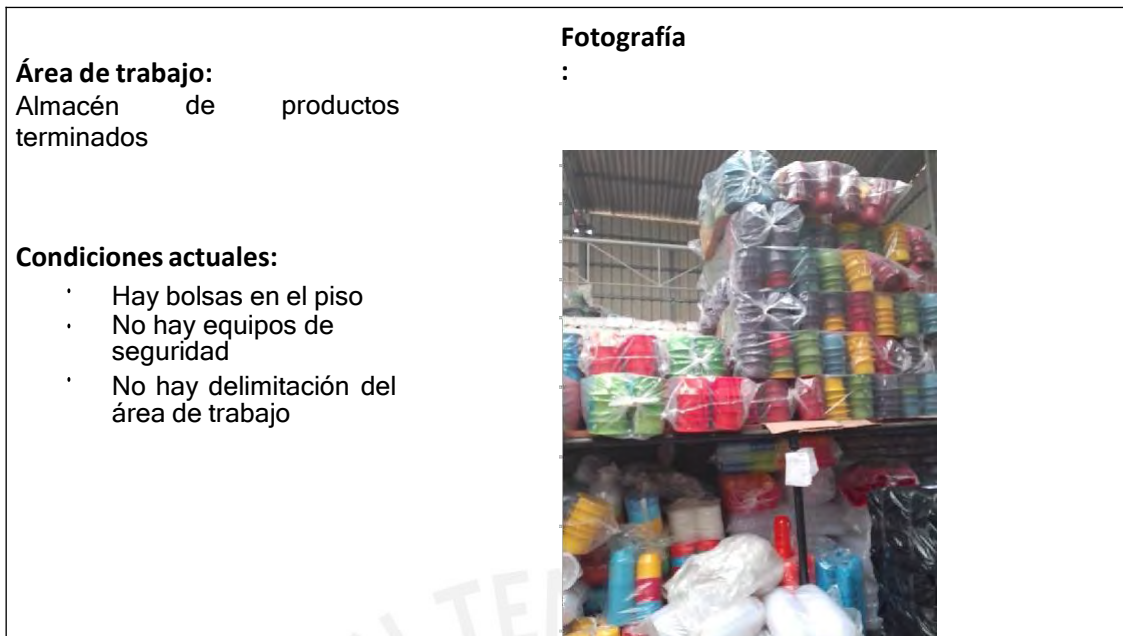 Fotografía
:
Área de trabajo:
Almacén de productos
terminados
Condiciones actuales:
· Hay bolsas en el piso
· No hay equipos de
seguridad
· No hay delimitación del
área de trabajo